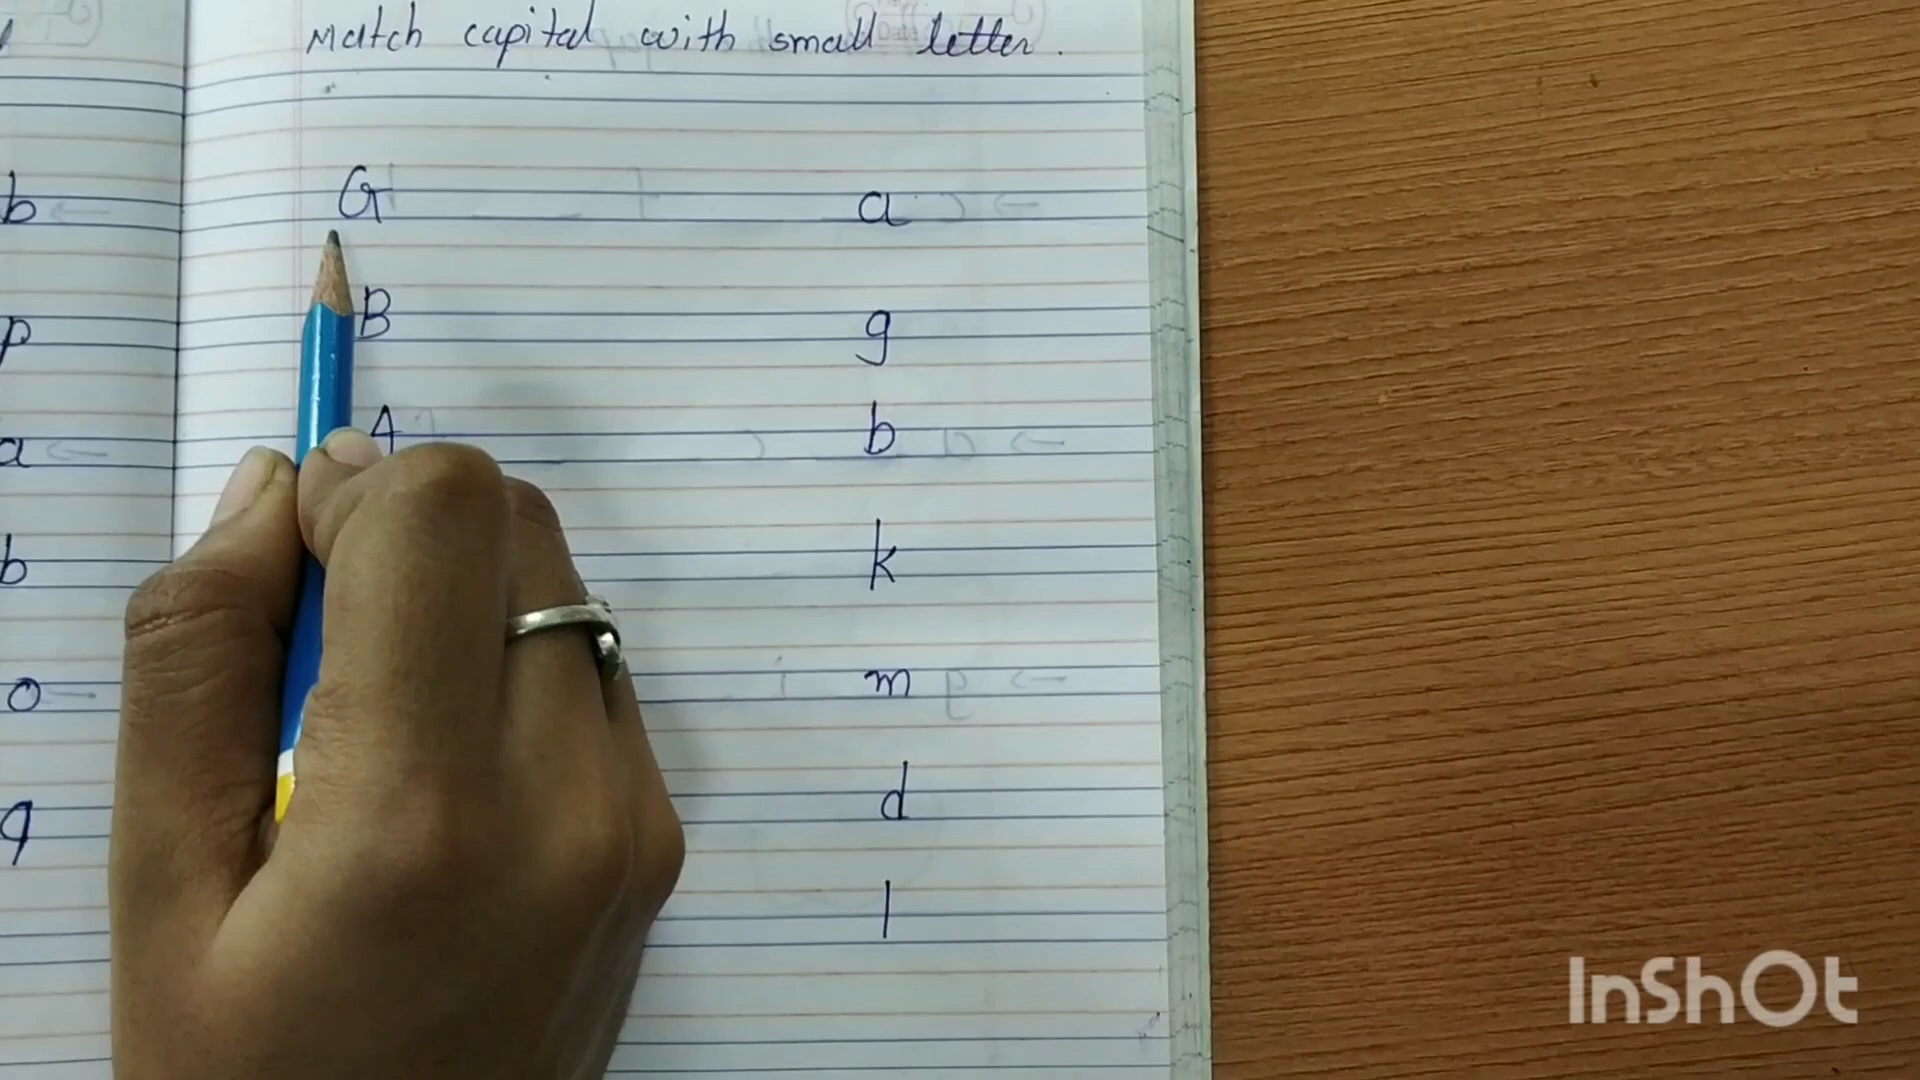 Match capital with small letter.
b G a
p B g
a A b
b k
o m
q d
l
InShOt